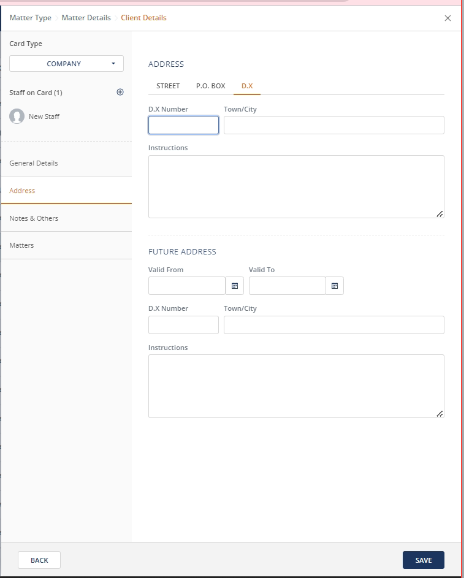 Matter Type Matter Details Client Details
Card Type
COMPANY
Staff on Card (1)
New Staff
General Details
Address
Notes & Others
Matters
ADDRESS
STREET P.O. BOX D.X
D.X Number Town/City
Instructions
FUTURE ADDRESS
Valid From Valid To
D.X Number Town/City
Instructions
BACK SAVE